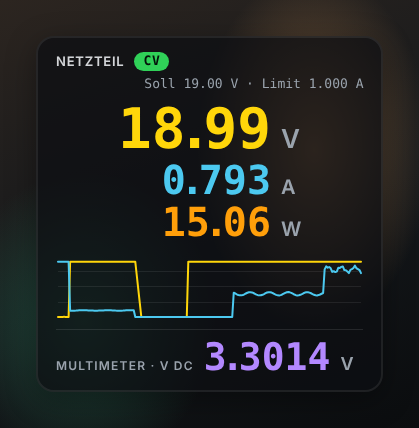 NETZTEIL CV
Soll 19.00 V · Limit 1.000 A
18.99 V
0.793 A
15.06 W
MULTIMETER · V DC 3.3014 V